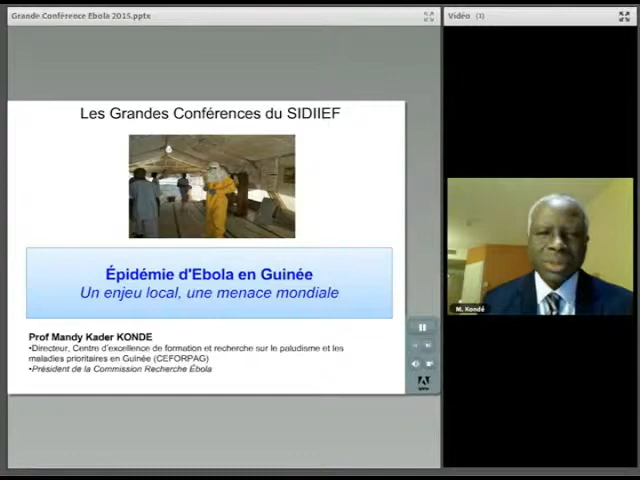 Grande Conférence Ebola 2015.pptx
Vidéo (1)
Les Grandes Conférences du SIDIIEF
Épidémie d'Ebola en Guinée
Un enjeu local, une menace mondiale
Prof Mandy Kader KONDE
•Directeur, Centre d'excellence de formation et recherche sur le paludisme et les
maladies prioritaires en Guinée (CEFORPAG)
•Président de la Commission Recherche Ébola
M. Kondé